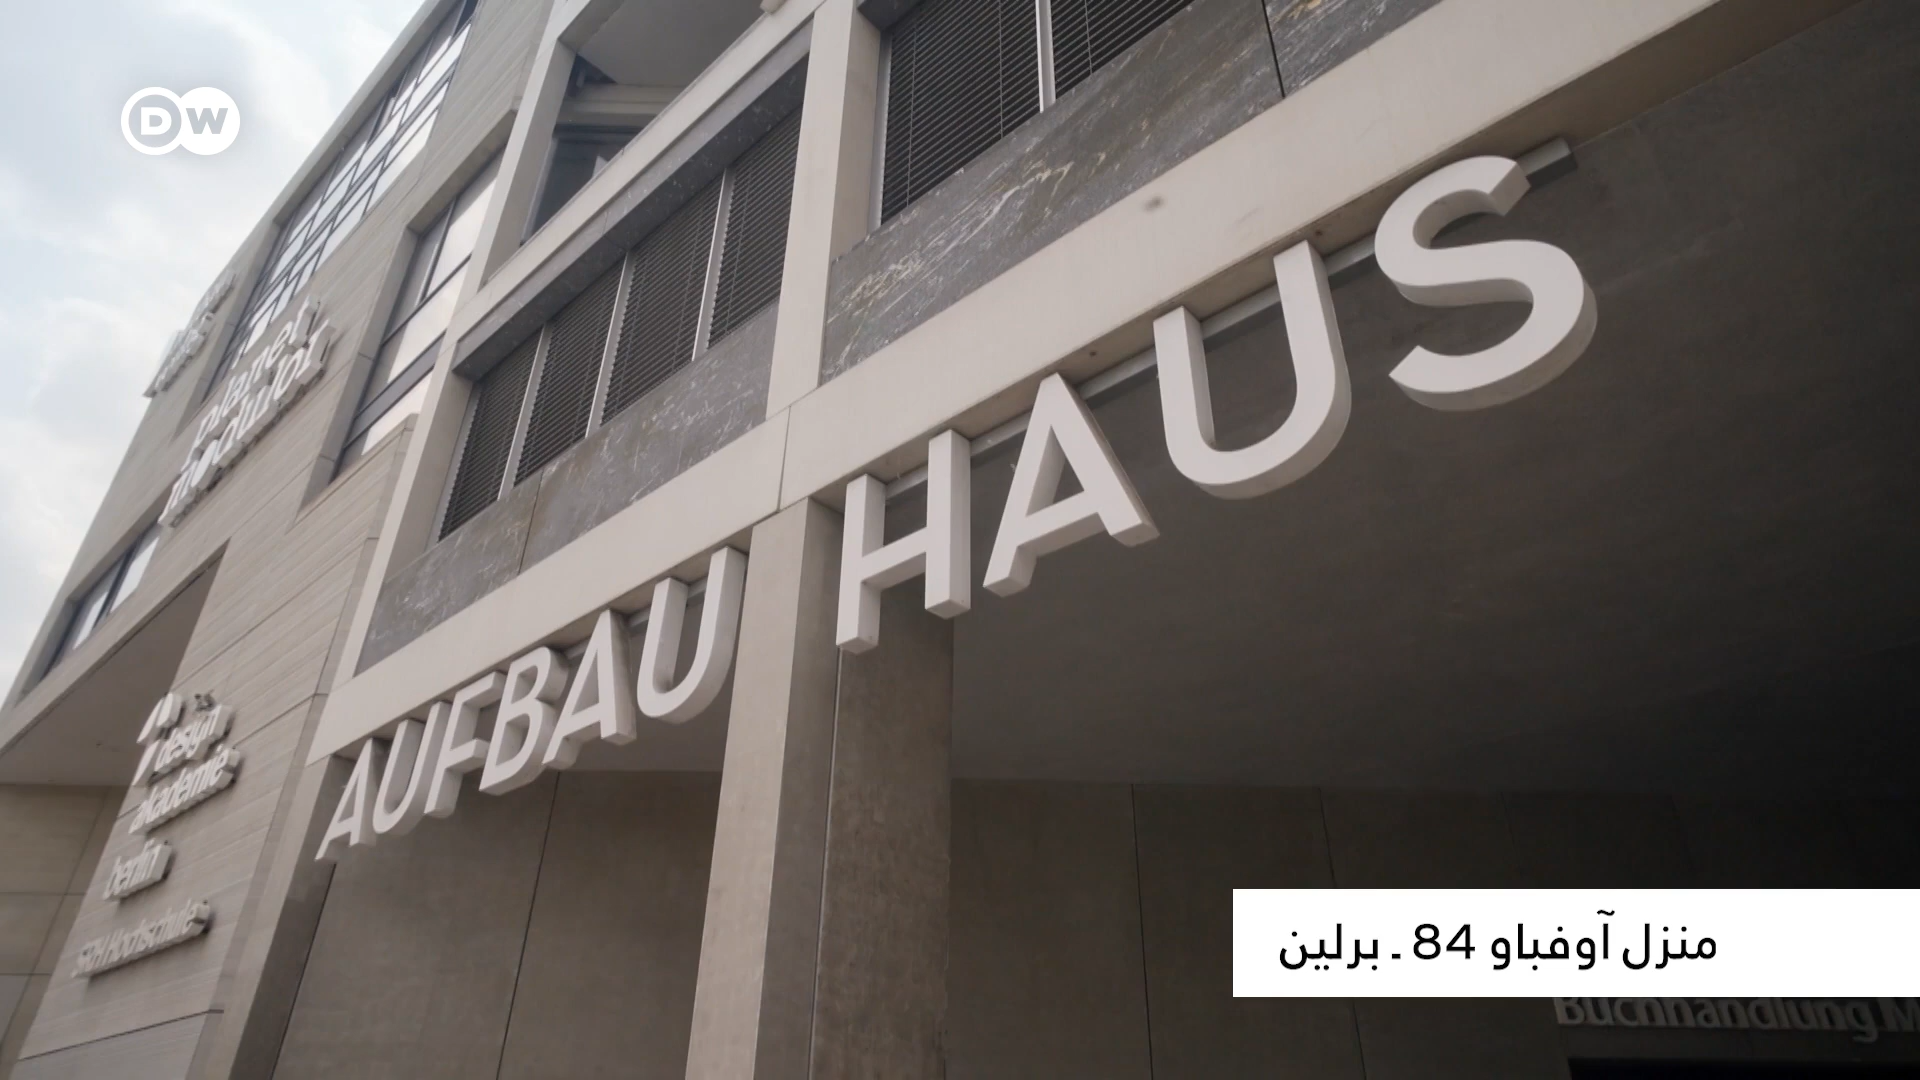 DW
planet
modulor
AUFBAU HAUS
design
akademie
berlin
SRH Hochschule
منزل آوفباو 84 ـ برلين
Buchhandlung M